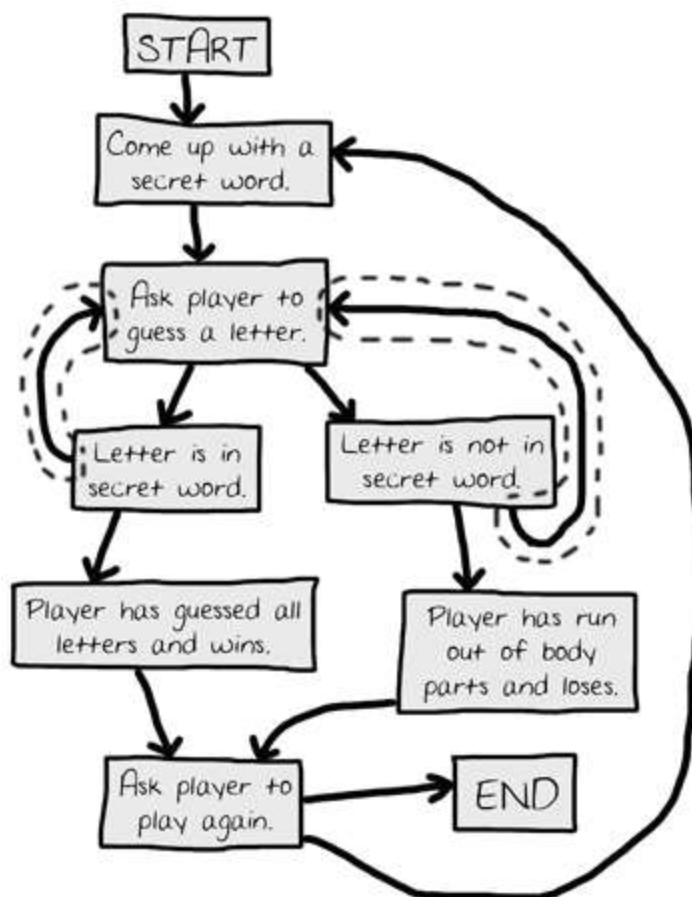 START
Come up with a
secret word.
Ask player to
guess a letter.
Letter is in
secret word.
Letter is not in
secret word.
Player has guessed all
letters and wins.
Player has run
out of body
parts and loses.
Ask player to
play again.
END